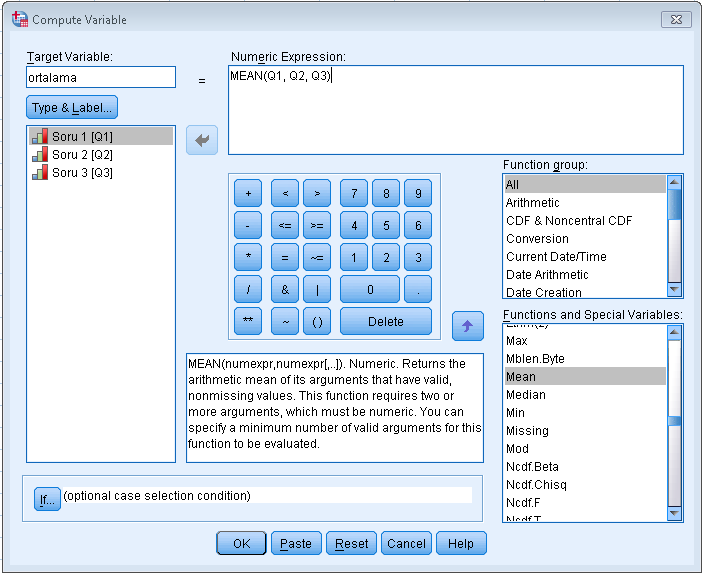 Compute Variable
Target Variable:
ortalama
=
Numeric Expression:
MEAN(Q1, Q2, Q3)
Type & Label...
Soru 1 [Q1]
Soru 2 [Q2]
Soru 3 [Q3]
+ < > 7 8 9
- <= >= 4 5 6
* = ~= 1 2 3
/ & | 0 .
** ~ ( ) Delete
Function group:
All
Arithmetic
CDF & Noncentral CDF
Conversion
Current Date/Time
Date Arithmetic
Date Creation
Functions and Special Variables:
Max
Mblen.Byte
Mean
Median
Min
Missing
Mod
Ncdf.Beta
Ncdf.Chisq
Ncdf.F
Ncdf.T
MEAN(numexpr,numexpr[,..]). Numeric. Returns the
arithmetic mean of its arguments that have valid,
nonmissing values. This function requires two or
more arguments, which must be numeric. You can
specify a minimum number of valid arguments for this
function to be evaluated.
If... (optional case selection condition)
OK Paste Reset Cancel Help